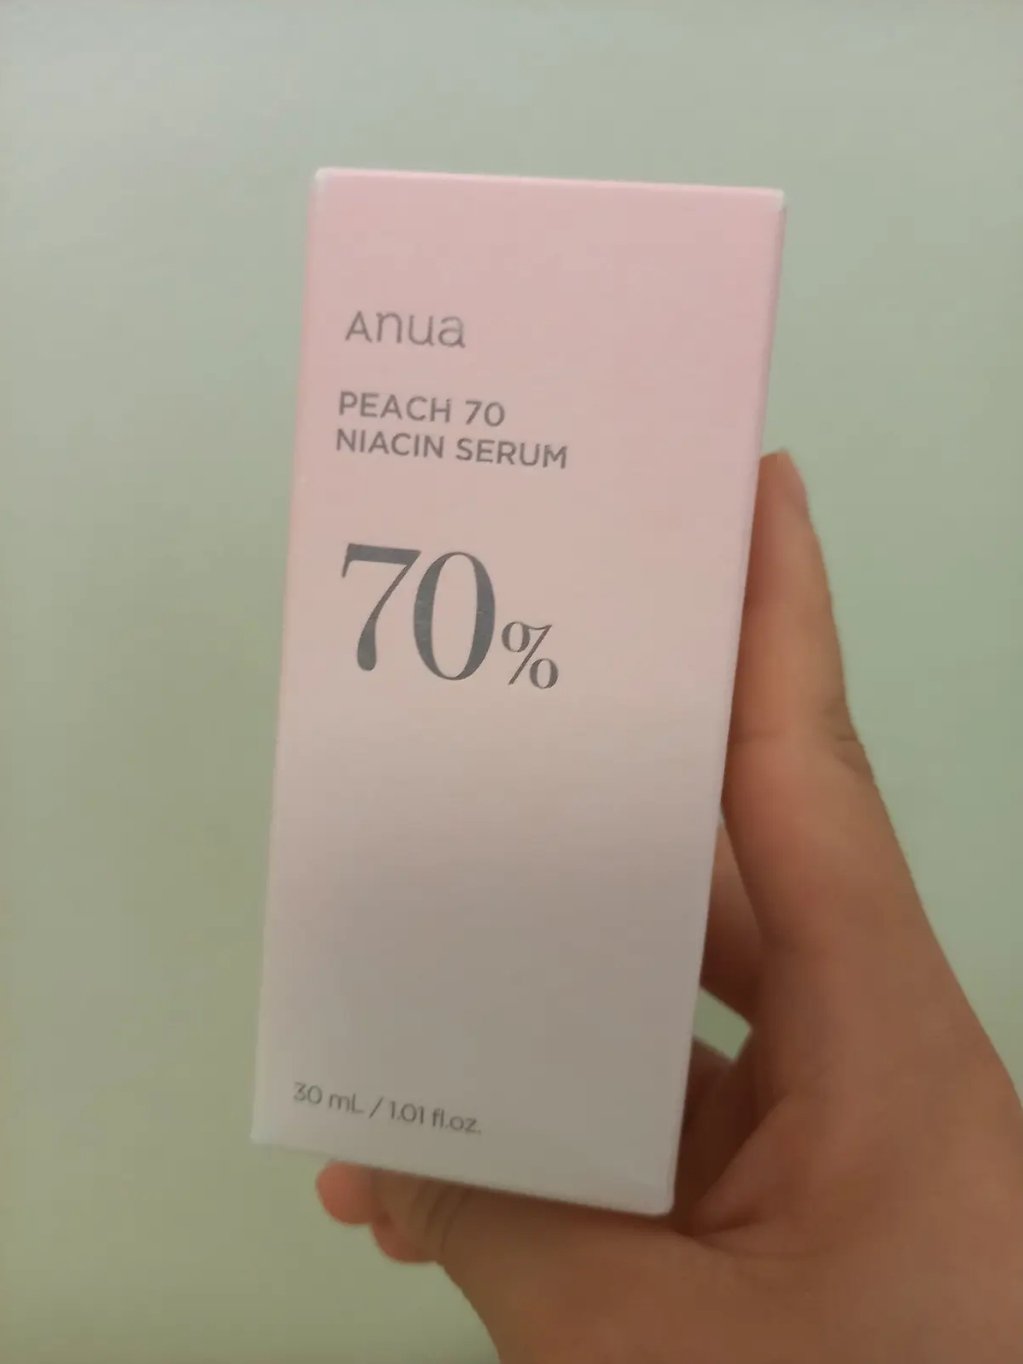 Anua
PEACH 70
NIACIN SERUM
70%
30 mL / 1.01 fl.oz.